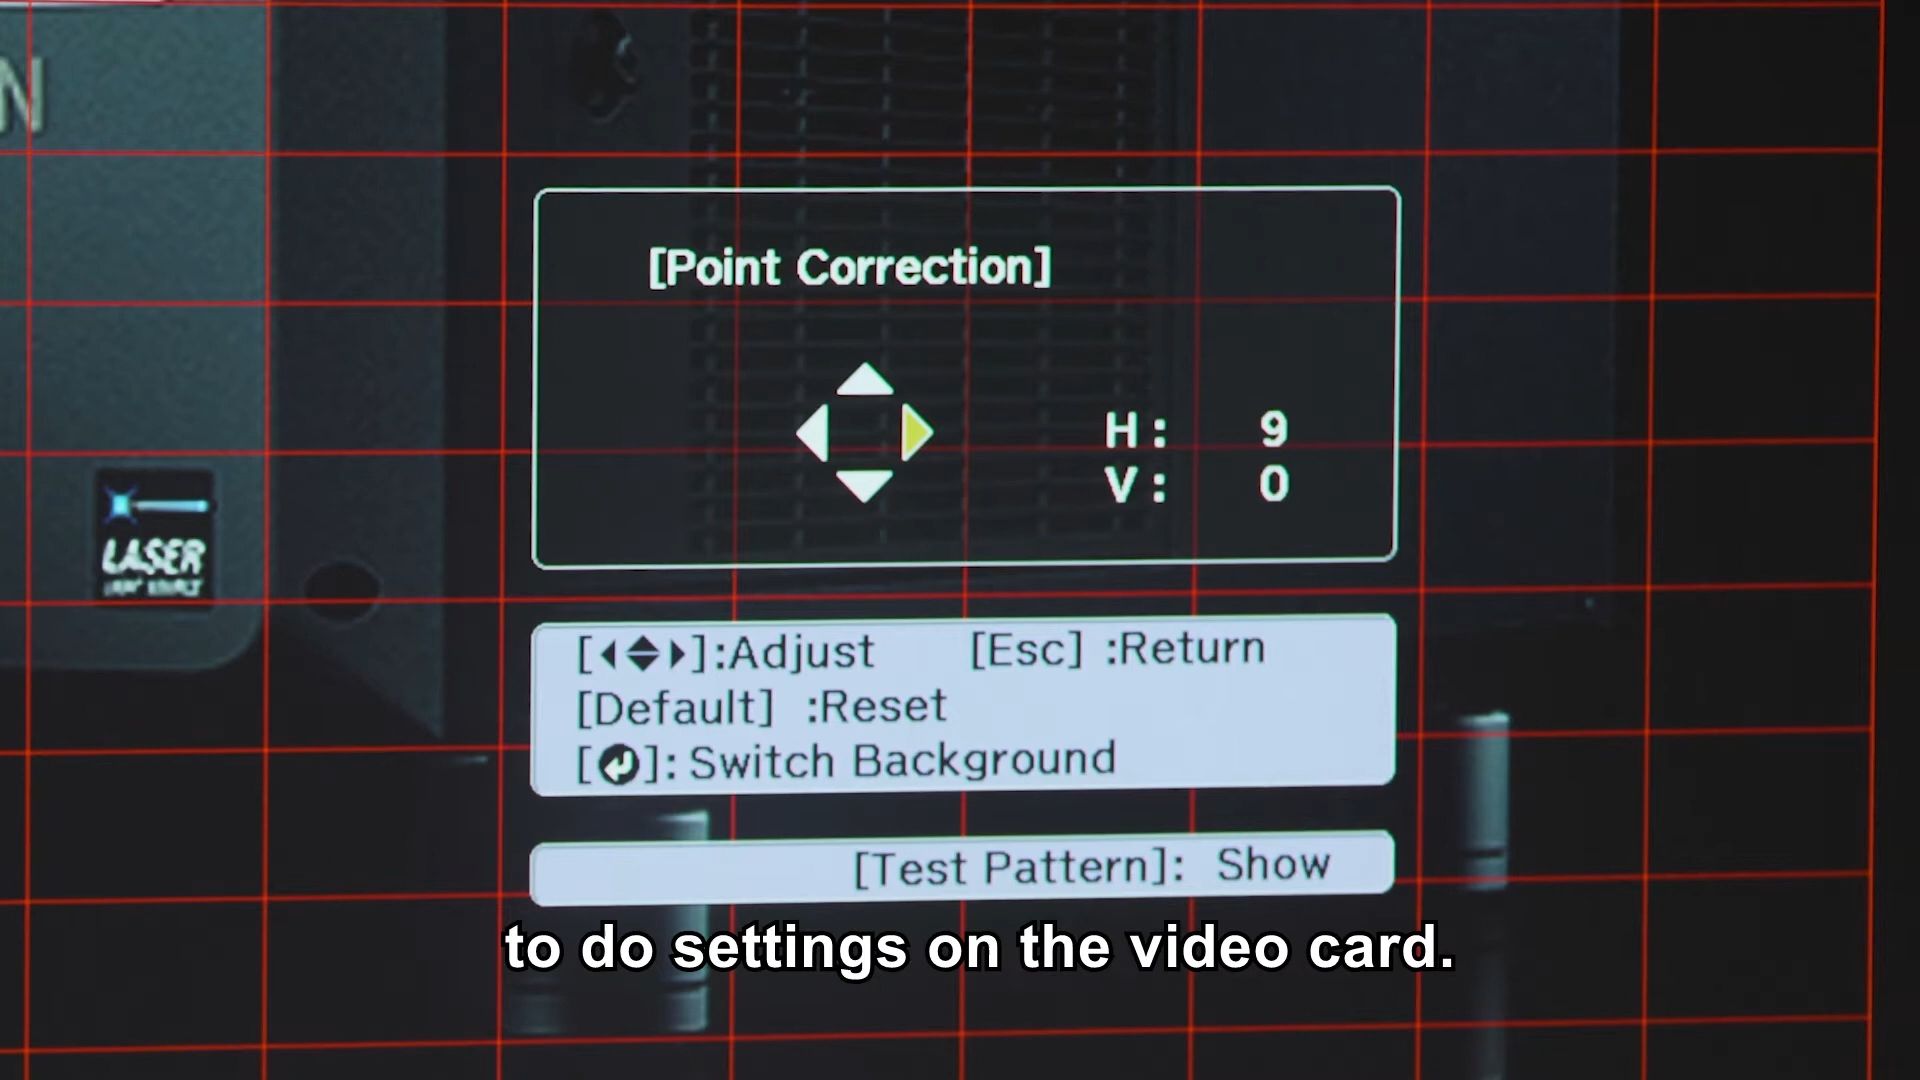 N
[Point Correction]
H: 9
V: 0
LASER
[◀◆▶]:Adjust [Esc] :Return
[Default] :Reset
[↵]: Switch Background
[Test Pattern]: Show
to do settings on the video card.